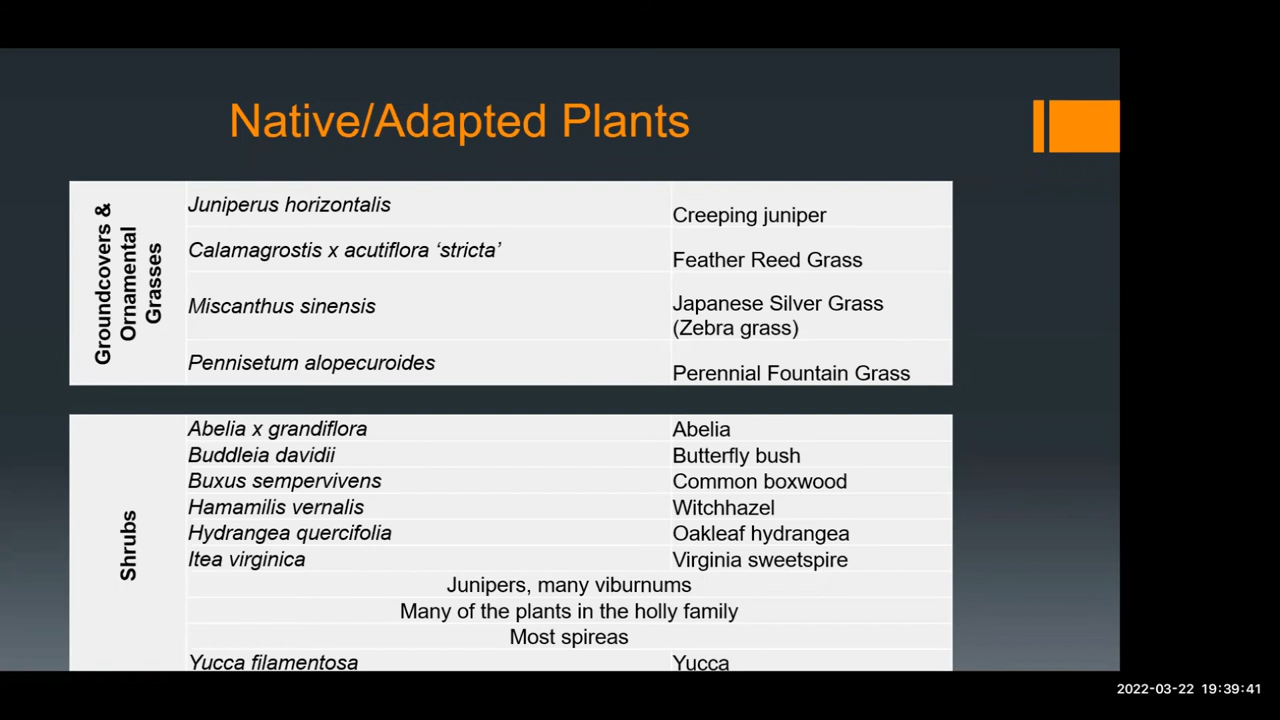 Native/Adapted Plants
Groundcovers &
Ornamental
Grasses
Juniperus horizontalis
Creeping juniper
Calamagrostis x acutiflora ‘stricta’
Feather Reed Grass
Miscanthus sinensis
Japanese Silver Grass
(Zebra grass)
Pennisetum alopecuroides
Perennial Fountain Grass
Shrubs
Abelia x grandiflora
Abelia
Buddleia davidii
Butterfly bush
Buxus sempervivens
Common boxwood
Hamamilis vernalis
Witchhazel
Hydrangea quercifolia
Oakleaf hydrangea
Itea virginica
Virginia sweetspire
Junipers, many viburnums
Many of the plants in the holly family
Most spireas
Yucca filamentosa
Yucca
2022-03-22 19:39:41